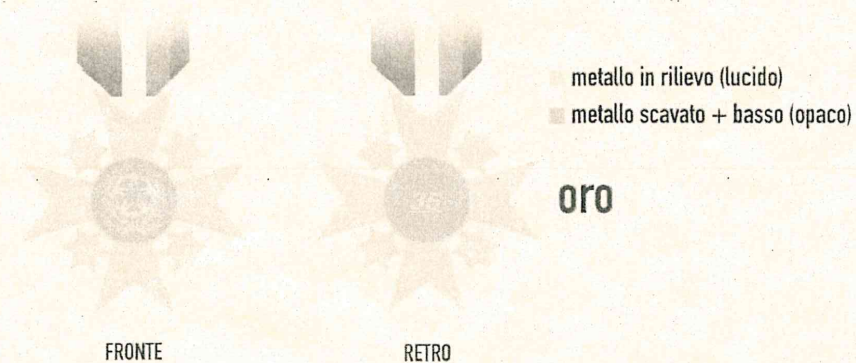 metallo in rilievo (lucido)
metallo scavato + basso (opaco)
oro
FRONTE
RETRO